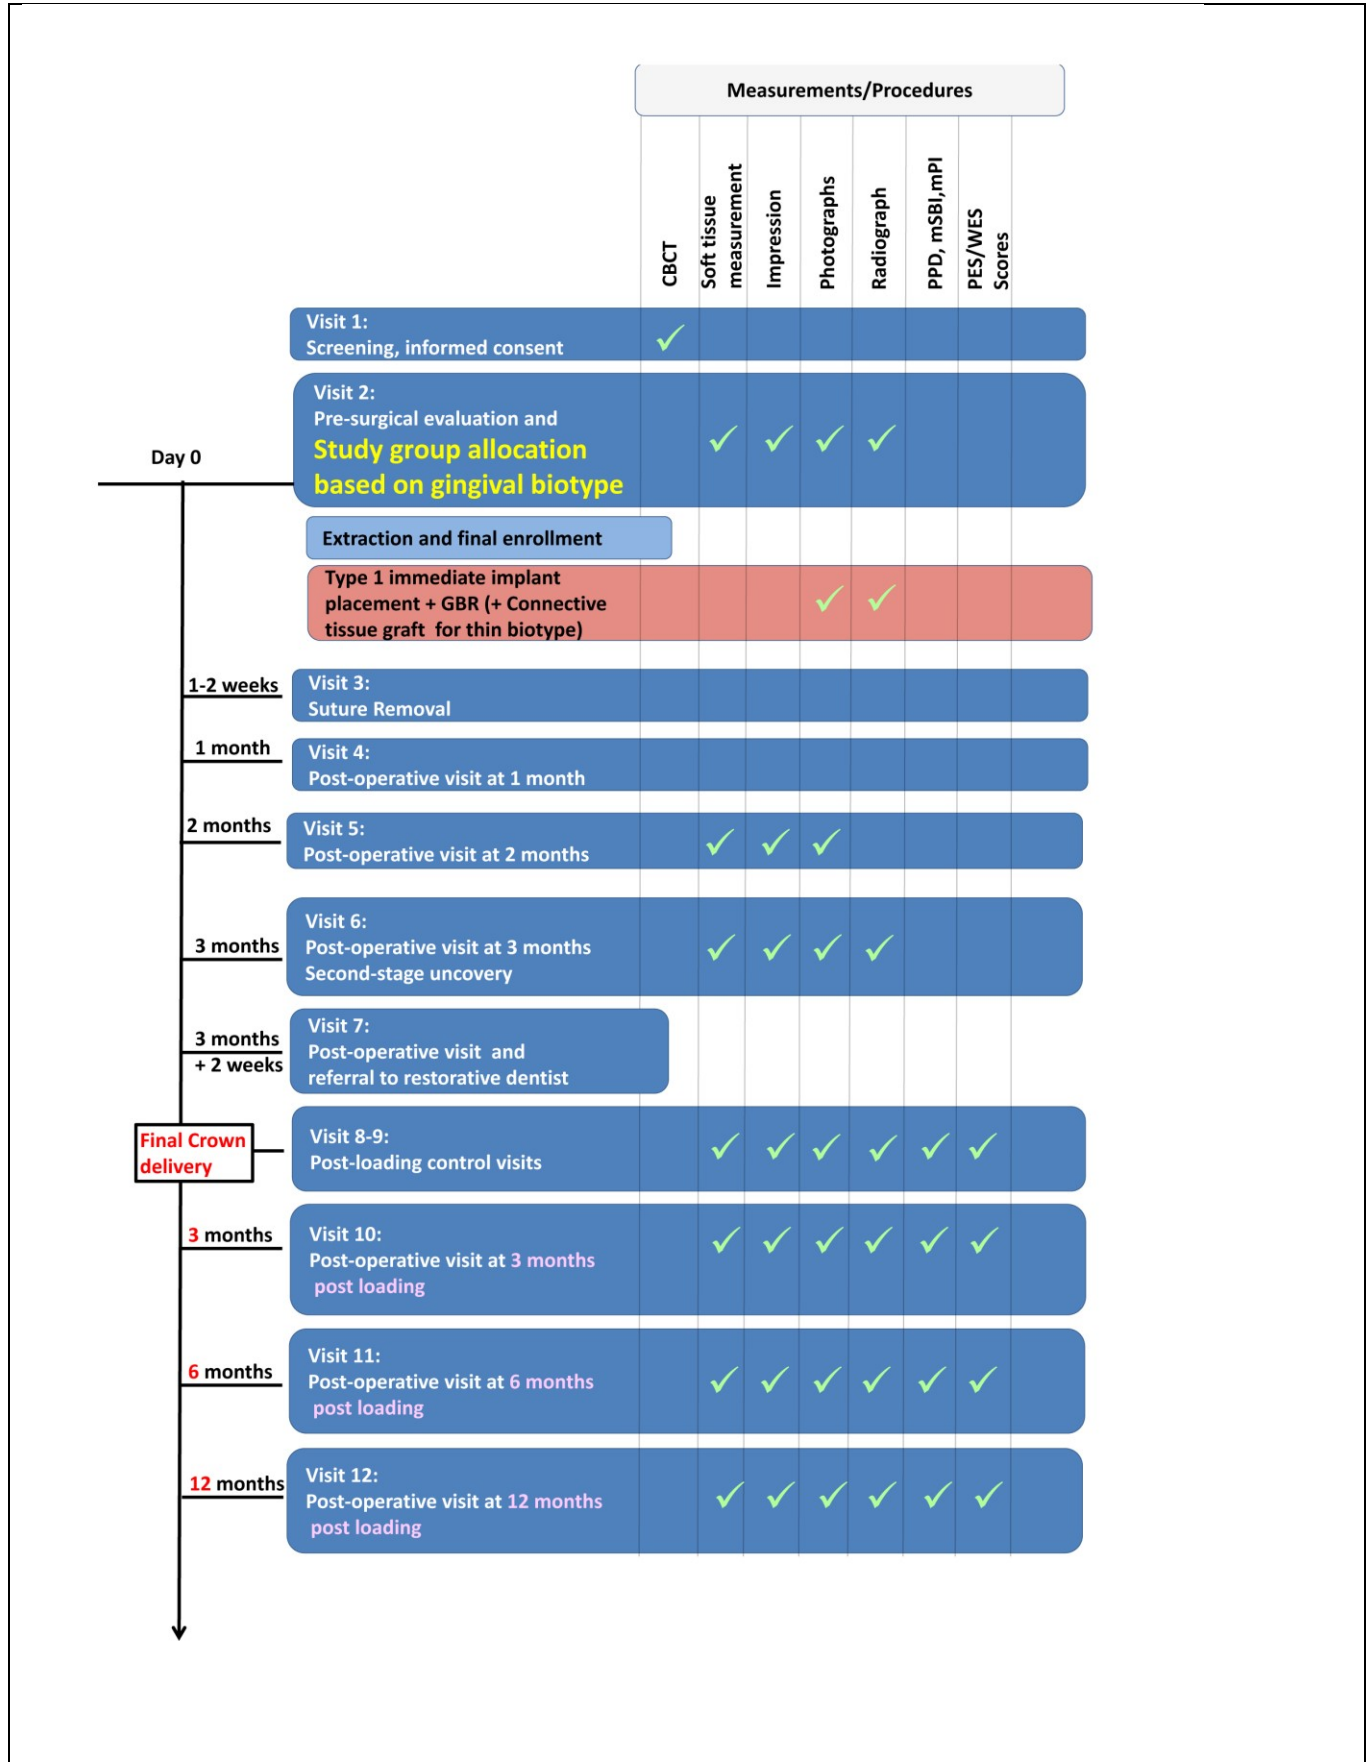 Measurements/Procedures
CBCT
Soft tissue
measurement
Impression
Photographs
Radiograph
PPD, mSBI,mPI
PES/WES
Scores
Visit 1:
Screening, informed consent
✓
Day 0
Visit 2:
Pre-surgical evaluation and
Study group allocation
based on gingival biotype
✓ ✓ ✓ ✓
Extraction and final enrollment
Type 1 immediate implant
placement + GBR (+ Connective
tissue graft for thin biotype)
✓ ✓
1-2 weeks
Visit 3:
Suture Removal
1 month
Visit 4:
Post-operative visit at 1 month
2 months
Visit 5:
Post-operative visit at 2 months
✓ ✓ ✓
3 months
Visit 6:
Post-operative visit at 3 months
Second-stage uncovery
✓ ✓ ✓ ✓
3 months
+ 2 weeks
Visit 7:
Post-operative visit and
referral to restorative dentist
Final Crown
delivery
Visit 8-9:
Post-loading control visits
✓ ✓ ✓ ✓ ✓ ✓
3 months
Visit 10:
Post-operative visit at 3 months
post loading
✓ ✓ ✓ ✓ ✓ ✓
6 months
Visit 11:
Post-operative visit at 6 months
post loading
✓ ✓ ✓ ✓ ✓ ✓
12 months
Visit 12:
Post-operative visit at 12 months
post loading
✓ ✓ ✓ ✓ ✓ ✓